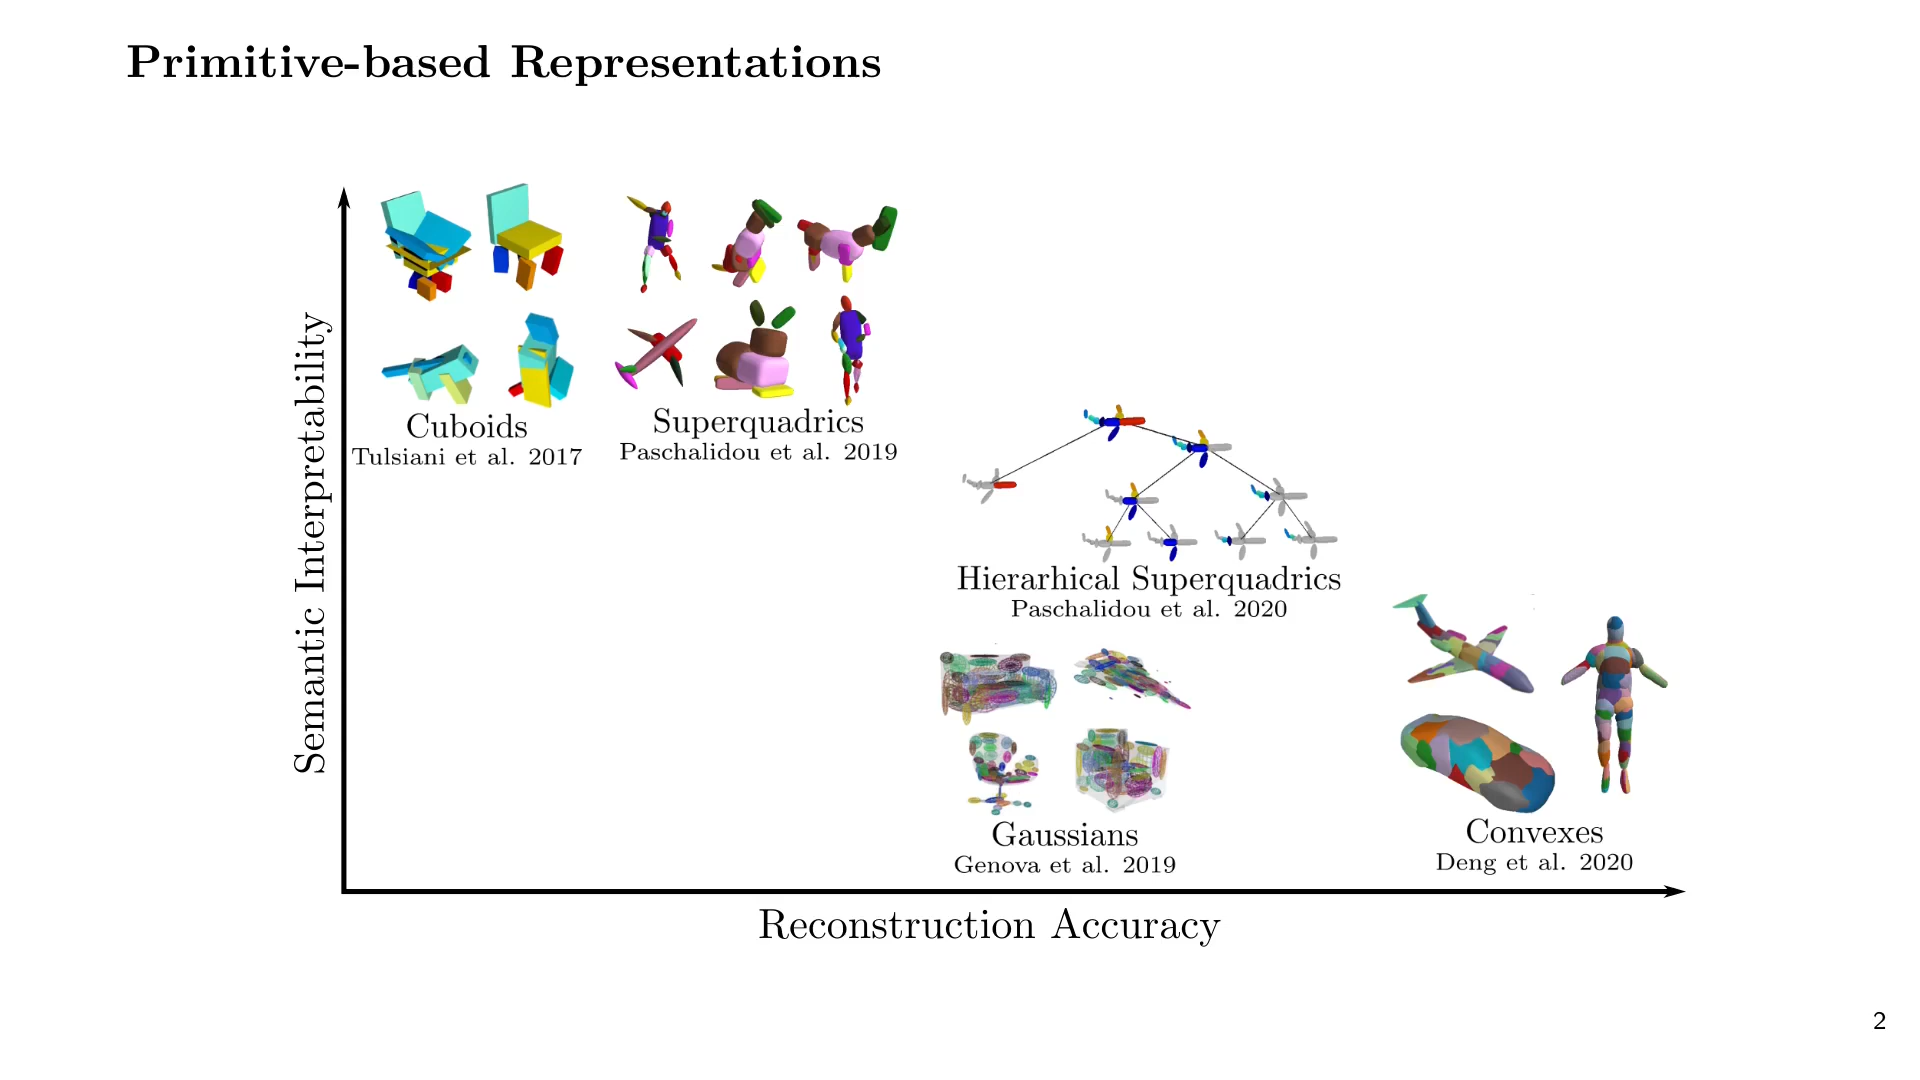 Primitive-based Representations
Semantic Interpretability
Cuboids
Tulsiani et al. 2017
Superquadrics
Paschalidou et al. 2019
Hierarhical Superquadrics
Paschalidou et al. 2020
Gaussians
Genova et al. 2019
Convexes
Deng et al. 2020
Reconstruction Accuracy
2